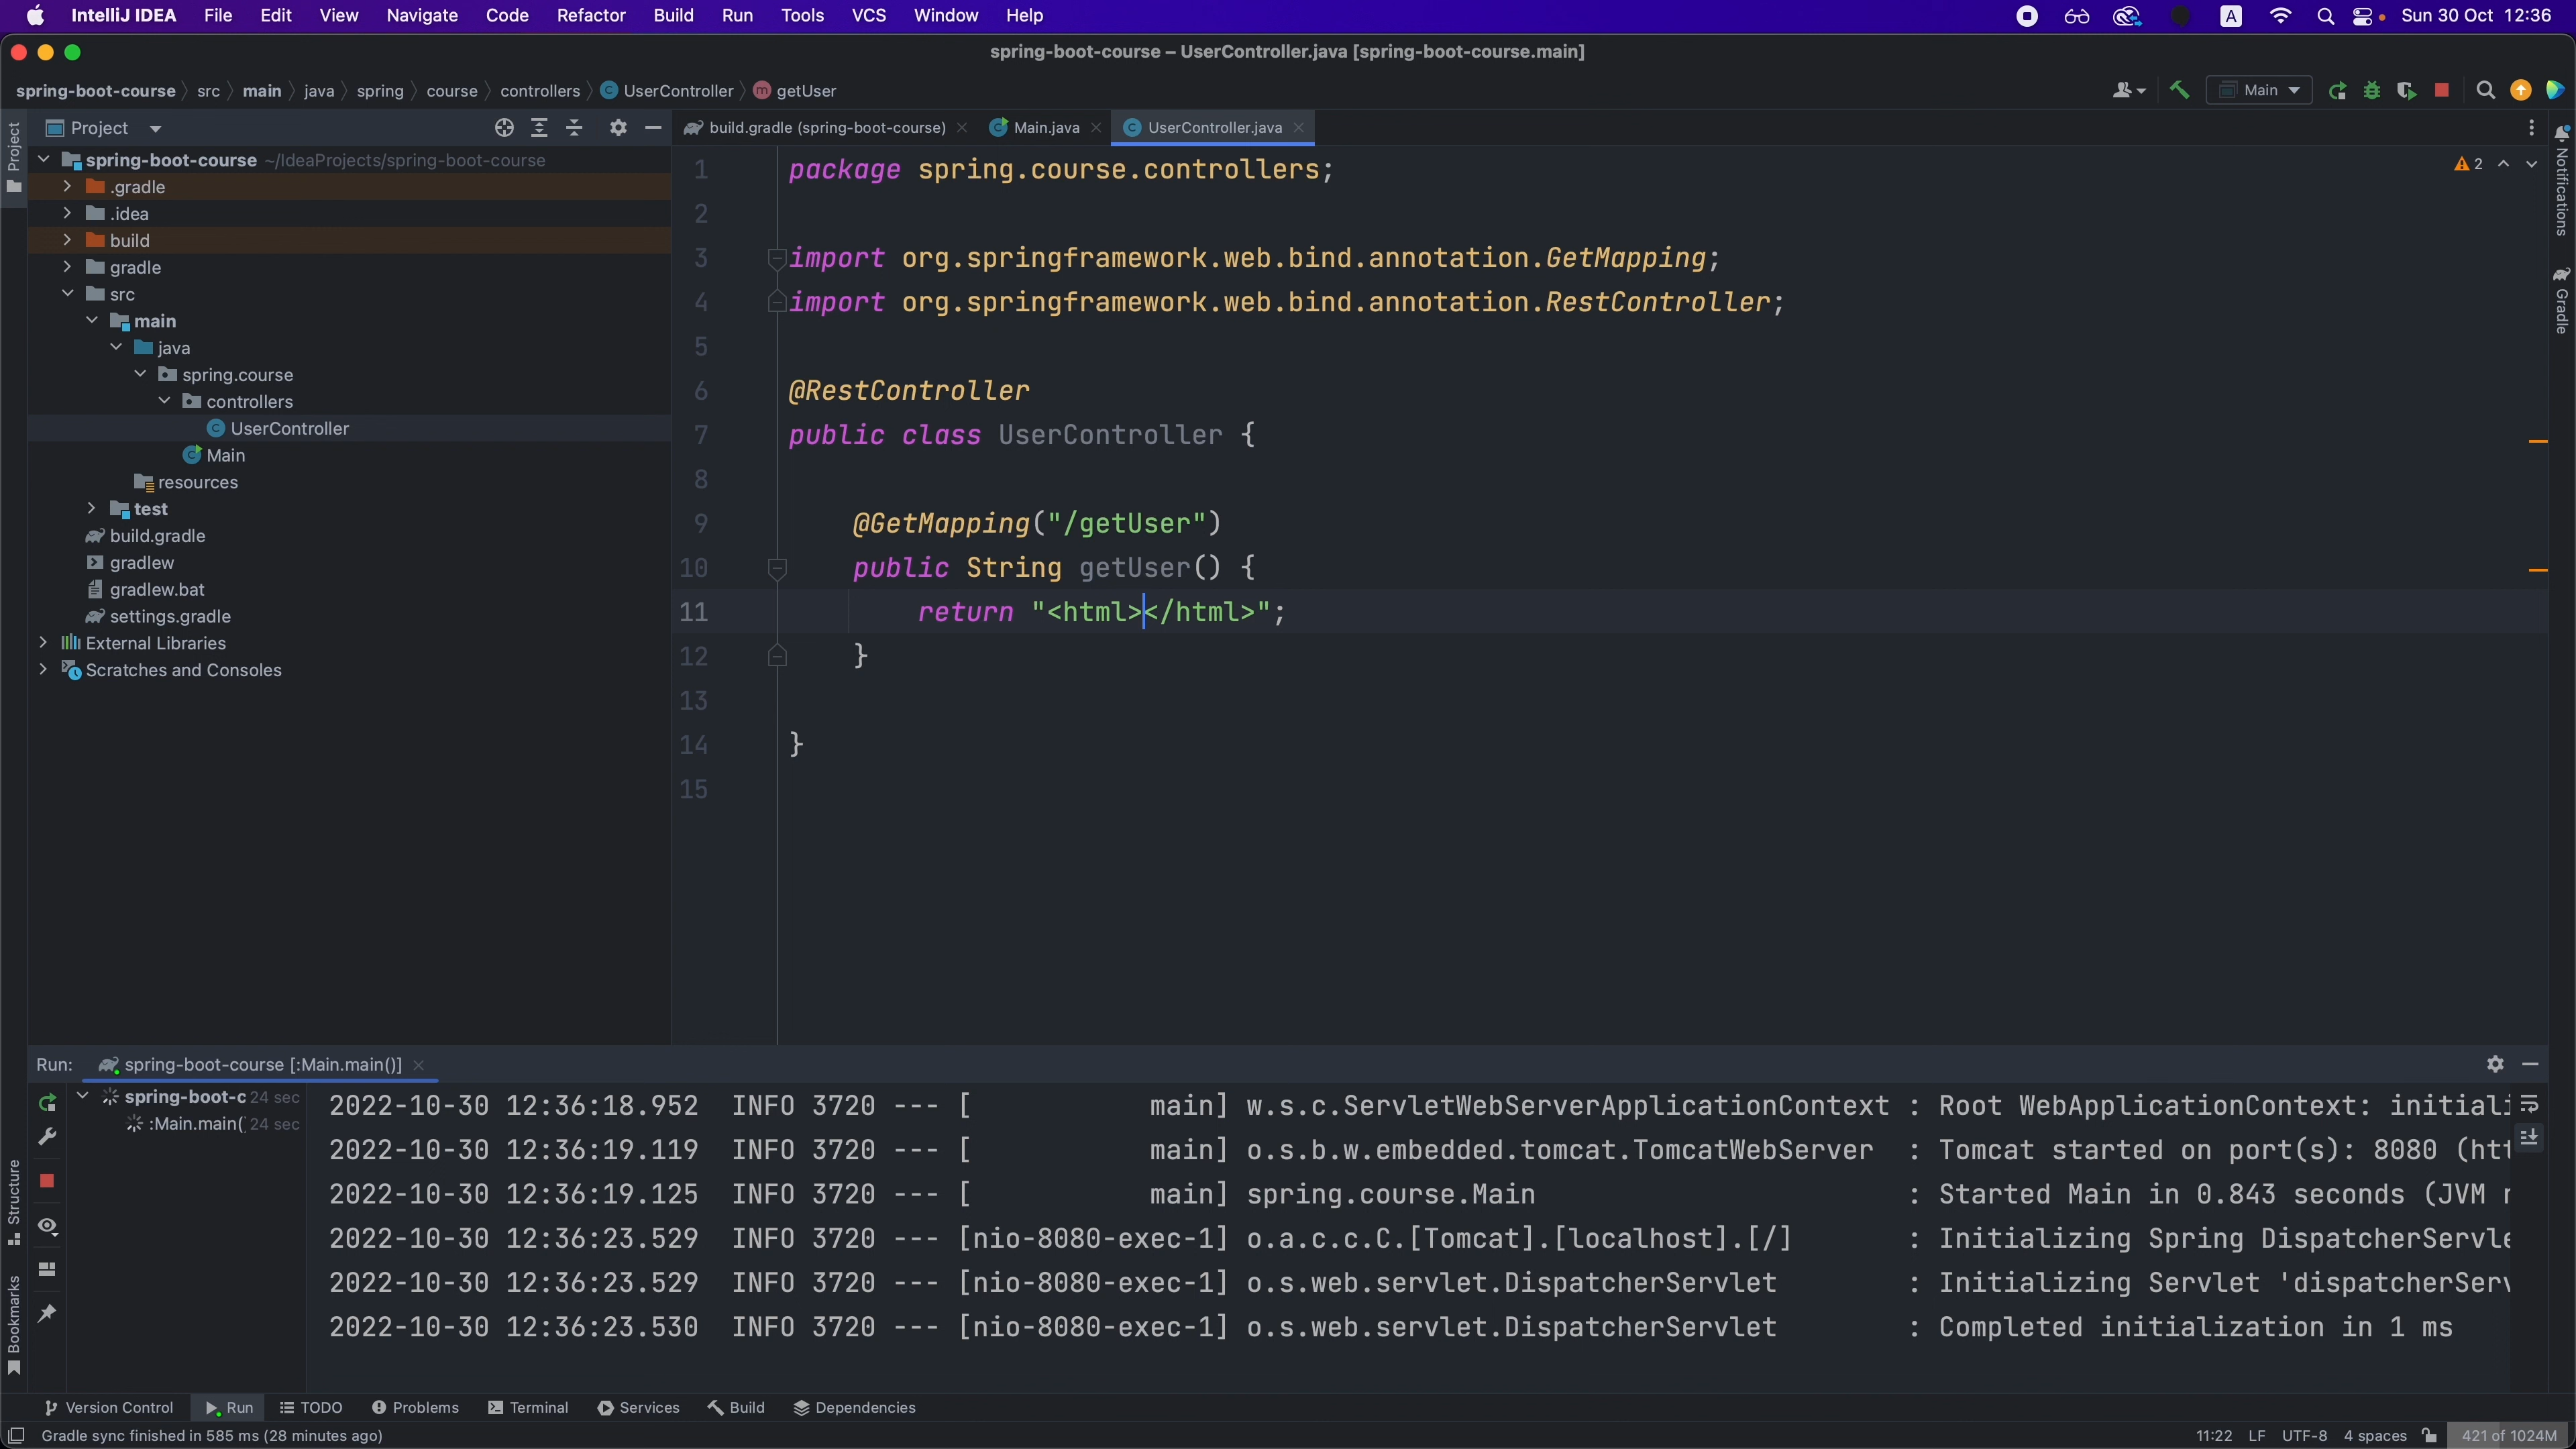 IntelliJ IDEA File Edit View Navigate Code Refactor Build Run Tools VCS Window Help A Sun 30 Oct 12:36
spring-boot-course – UserController.java [spring-boot-course.main]
spring-boot-course src main java spring course controllers UserController getUser Main
Project
build.gradle (spring-boot-course) Main.java UserController.java
Project
spring-boot-course ~/IdeaProjects/spring-boot-course
.gradle
.idea
build
gradle
src
main
java
spring.course
controllers
UserController
Main
resources
test
build.gradle
gradlew
gradlew.bat
settings.gradle
External Libraries
Scratches and Consoles
1 package spring.course.controllers;
2
3 import org.springframework.web.bind.annotation.GetMapping;
4 import org.springframework.web.bind.annotation.RestController;
5
6 @RestController
7 public class UserController {
8
9 @GetMapping("/getUser")
10 public String getUser() {
11 return "<html></html>";
12 }
13
14 }
15
2
Notifications
Gradle
Run: spring-boot-course [:Main.main()]
spring-boot-c 24 sec
:Main.main( 24 sec
2022-10-30 12:36:18.952 INFO 3720 --- [ main] w.s.c.ServletWebServerApplicationContext : Root WebApplicationContext: initiali
2022-10-30 12:36:19.119 INFO 3720 --- [ main] o.s.b.w.embedded.tomcat.TomcatWebServer : Tomcat started on port(s): 8080 (htt
2022-10-30 12:36:19.125 INFO 3720 --- [ main] spring.course.Main : Started Main in 0.843 seconds (JVM r
2022-10-30 12:36:23.529 INFO 3720 --- [nio-8080-exec-1] o.a.c.c.C.[Tomcat].[localhost].[/] : Initializing Spring DispatcherServle
2022-10-30 12:36:23.529 INFO 3720 --- [nio-8080-exec-1] o.s.web.servlet.DispatcherServlet : Initializing Servlet 'dispatcherServ
2022-10-30 12:36:23.530 INFO 3720 --- [nio-8080-exec-1] o.s.web.servlet.DispatcherServlet : Completed initialization in 1 ms
Structure
Bookmarks
Version Control Run TODO Problems Terminal Services Build Dependencies
Gradle sync finished in 585 ms (28 minutes ago) 11:22 LF UTF-8 4 spaces 421 of 1024M